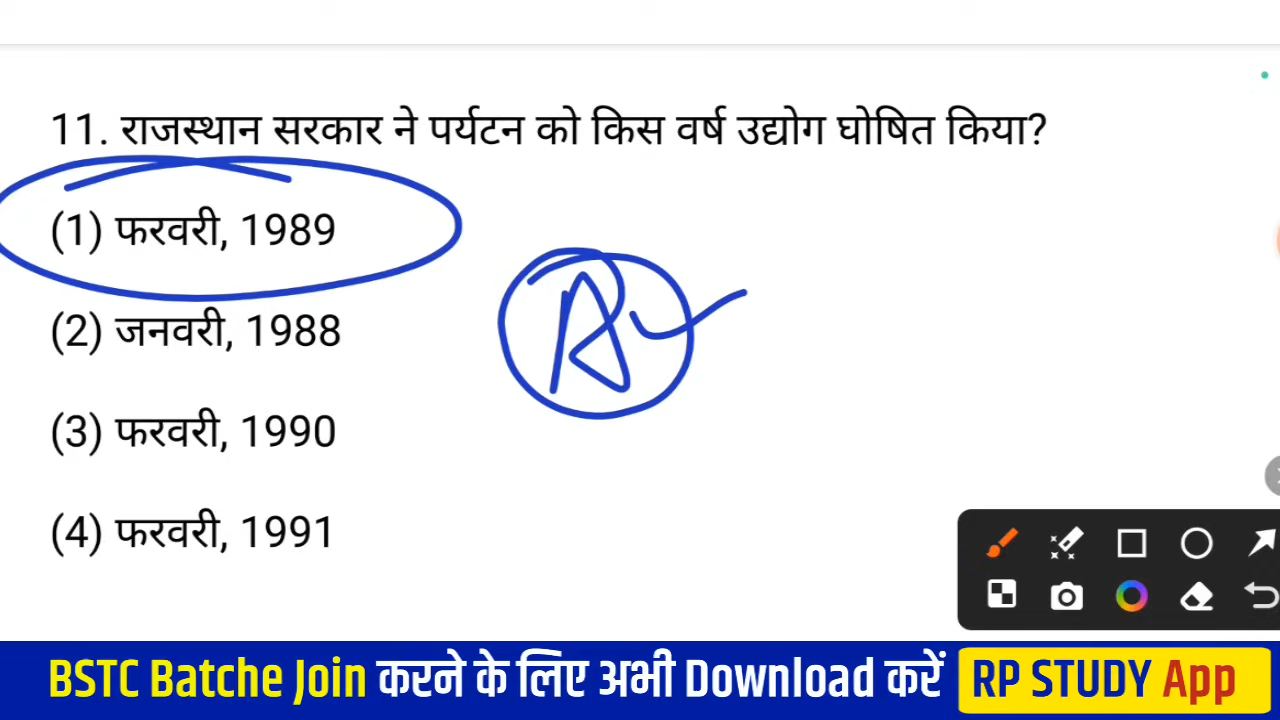 11. राजस्थान सरकार ने पर्यटन को किस वर्ष उद्योग घोषित किया?
(1) फरवरी, 1989
(2) जनवरी, 1988
(3) फरवरी, 1990
(4) फरवरी, 1991
BSTC Batche Join करने के लिए अभी Download करें RP STUDY App